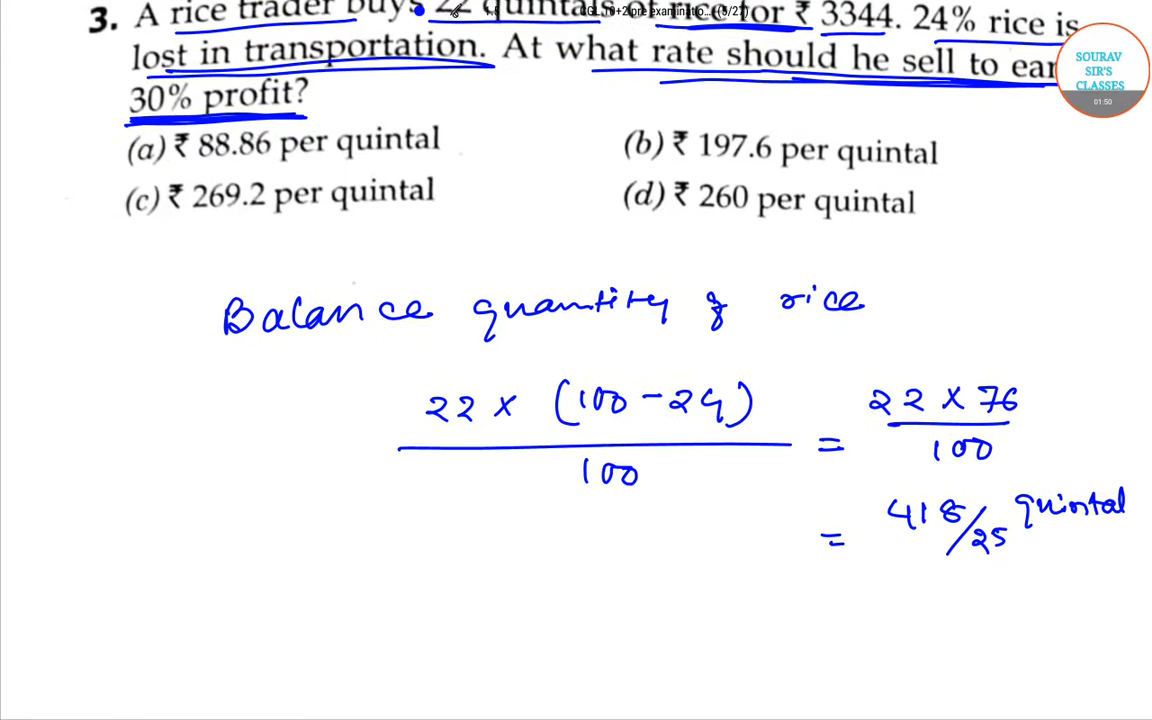 3. A rice trader buys 22 quintals of rice for ₹ 3344. 24% rice is
lost in transportation. At what rate should he sell to ear
30% profit?
(a) ₹ 88.86 per quintal
(b) ₹ 197.6 per quintal
(c) ₹ 269.2 per quintal
(d) ₹ 260 per quintal
SOURAV
SIR'S
CLASSES
01:50
Balance quantity of rice
22 × (100 - 24) / 100 = 22 × 76 / 100
= 418/25 quintal